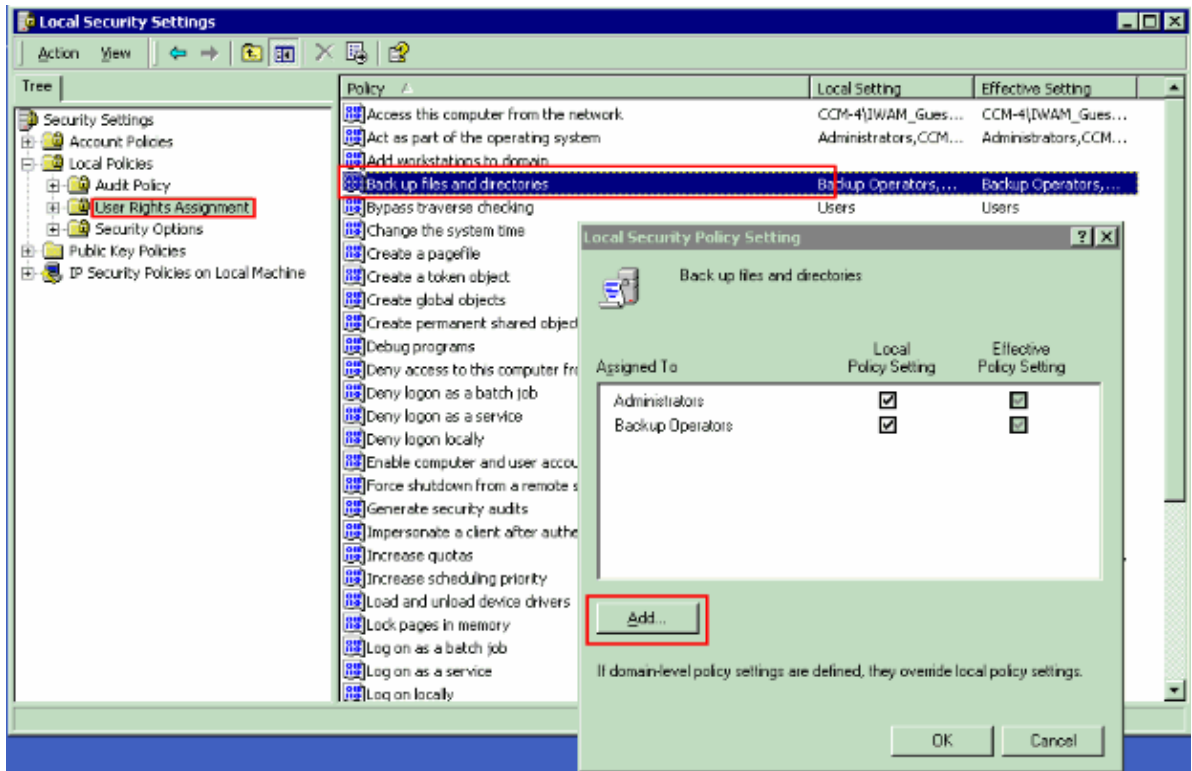 Local Security Settings
Action View
Tree
Policy Local Setting Effective Setting
Security Settings
Account Policies
Local Policies
Audit Policy
User Rights Assignment
Security Options
Public Key Policies
IP Security Policies on Local Machine
Access this computer from the network CCM-4\IWAM_Gues... CCM-4\IWAM_Gues...
Act as part of the operating system Administrators,CCM... Administrators,CCM...
Add workstations to domain
Back up files and directories Backup Operators,... Backup Operators,...
Bypass traverse checking Users Users
Change the system time
Create a pagefile
Create a token object
Create global objects
Create permanent shared object
Debug programs
Deny access to this computer fr
Deny logon as a batch job
Deny logon as a service
Deny logon locally
Enable computer and user accou
Force shutdown from a remote s
Generate security audits
Impersonate a client after authe
Increase quotas
Increase scheduling priority
Load and unload device drivers
Lock pages in memory
Log on as a batch job
Log on as a service
Log on locally
Local Security Policy Setting
Back up files and directories
Assigned To Local Policy Setting Effective Policy Setting
Administrators
Backup Operators
Add...
If domain-level policy settings are defined, they override local policy settings.
OK Cancel